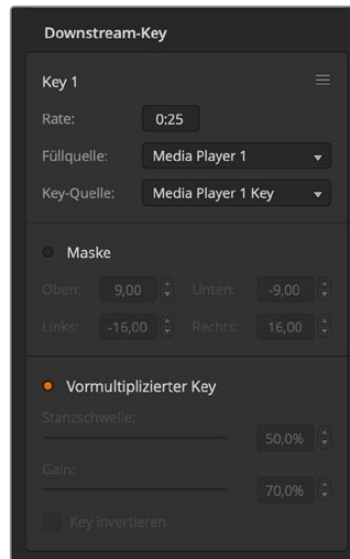 Downstream-Key
Key 1
Rate: 0:25
Füllquelle: Media Player 1
Key-Quelle: Media Player 1 Key
Maske
Oben: 9,00 Unten: -9,00
Links: -16,00 Rechts: 16,00
Vormultiplizierter Key
Stanzschwelle:
50,0%
Gain:
70,0%
Key invertieren